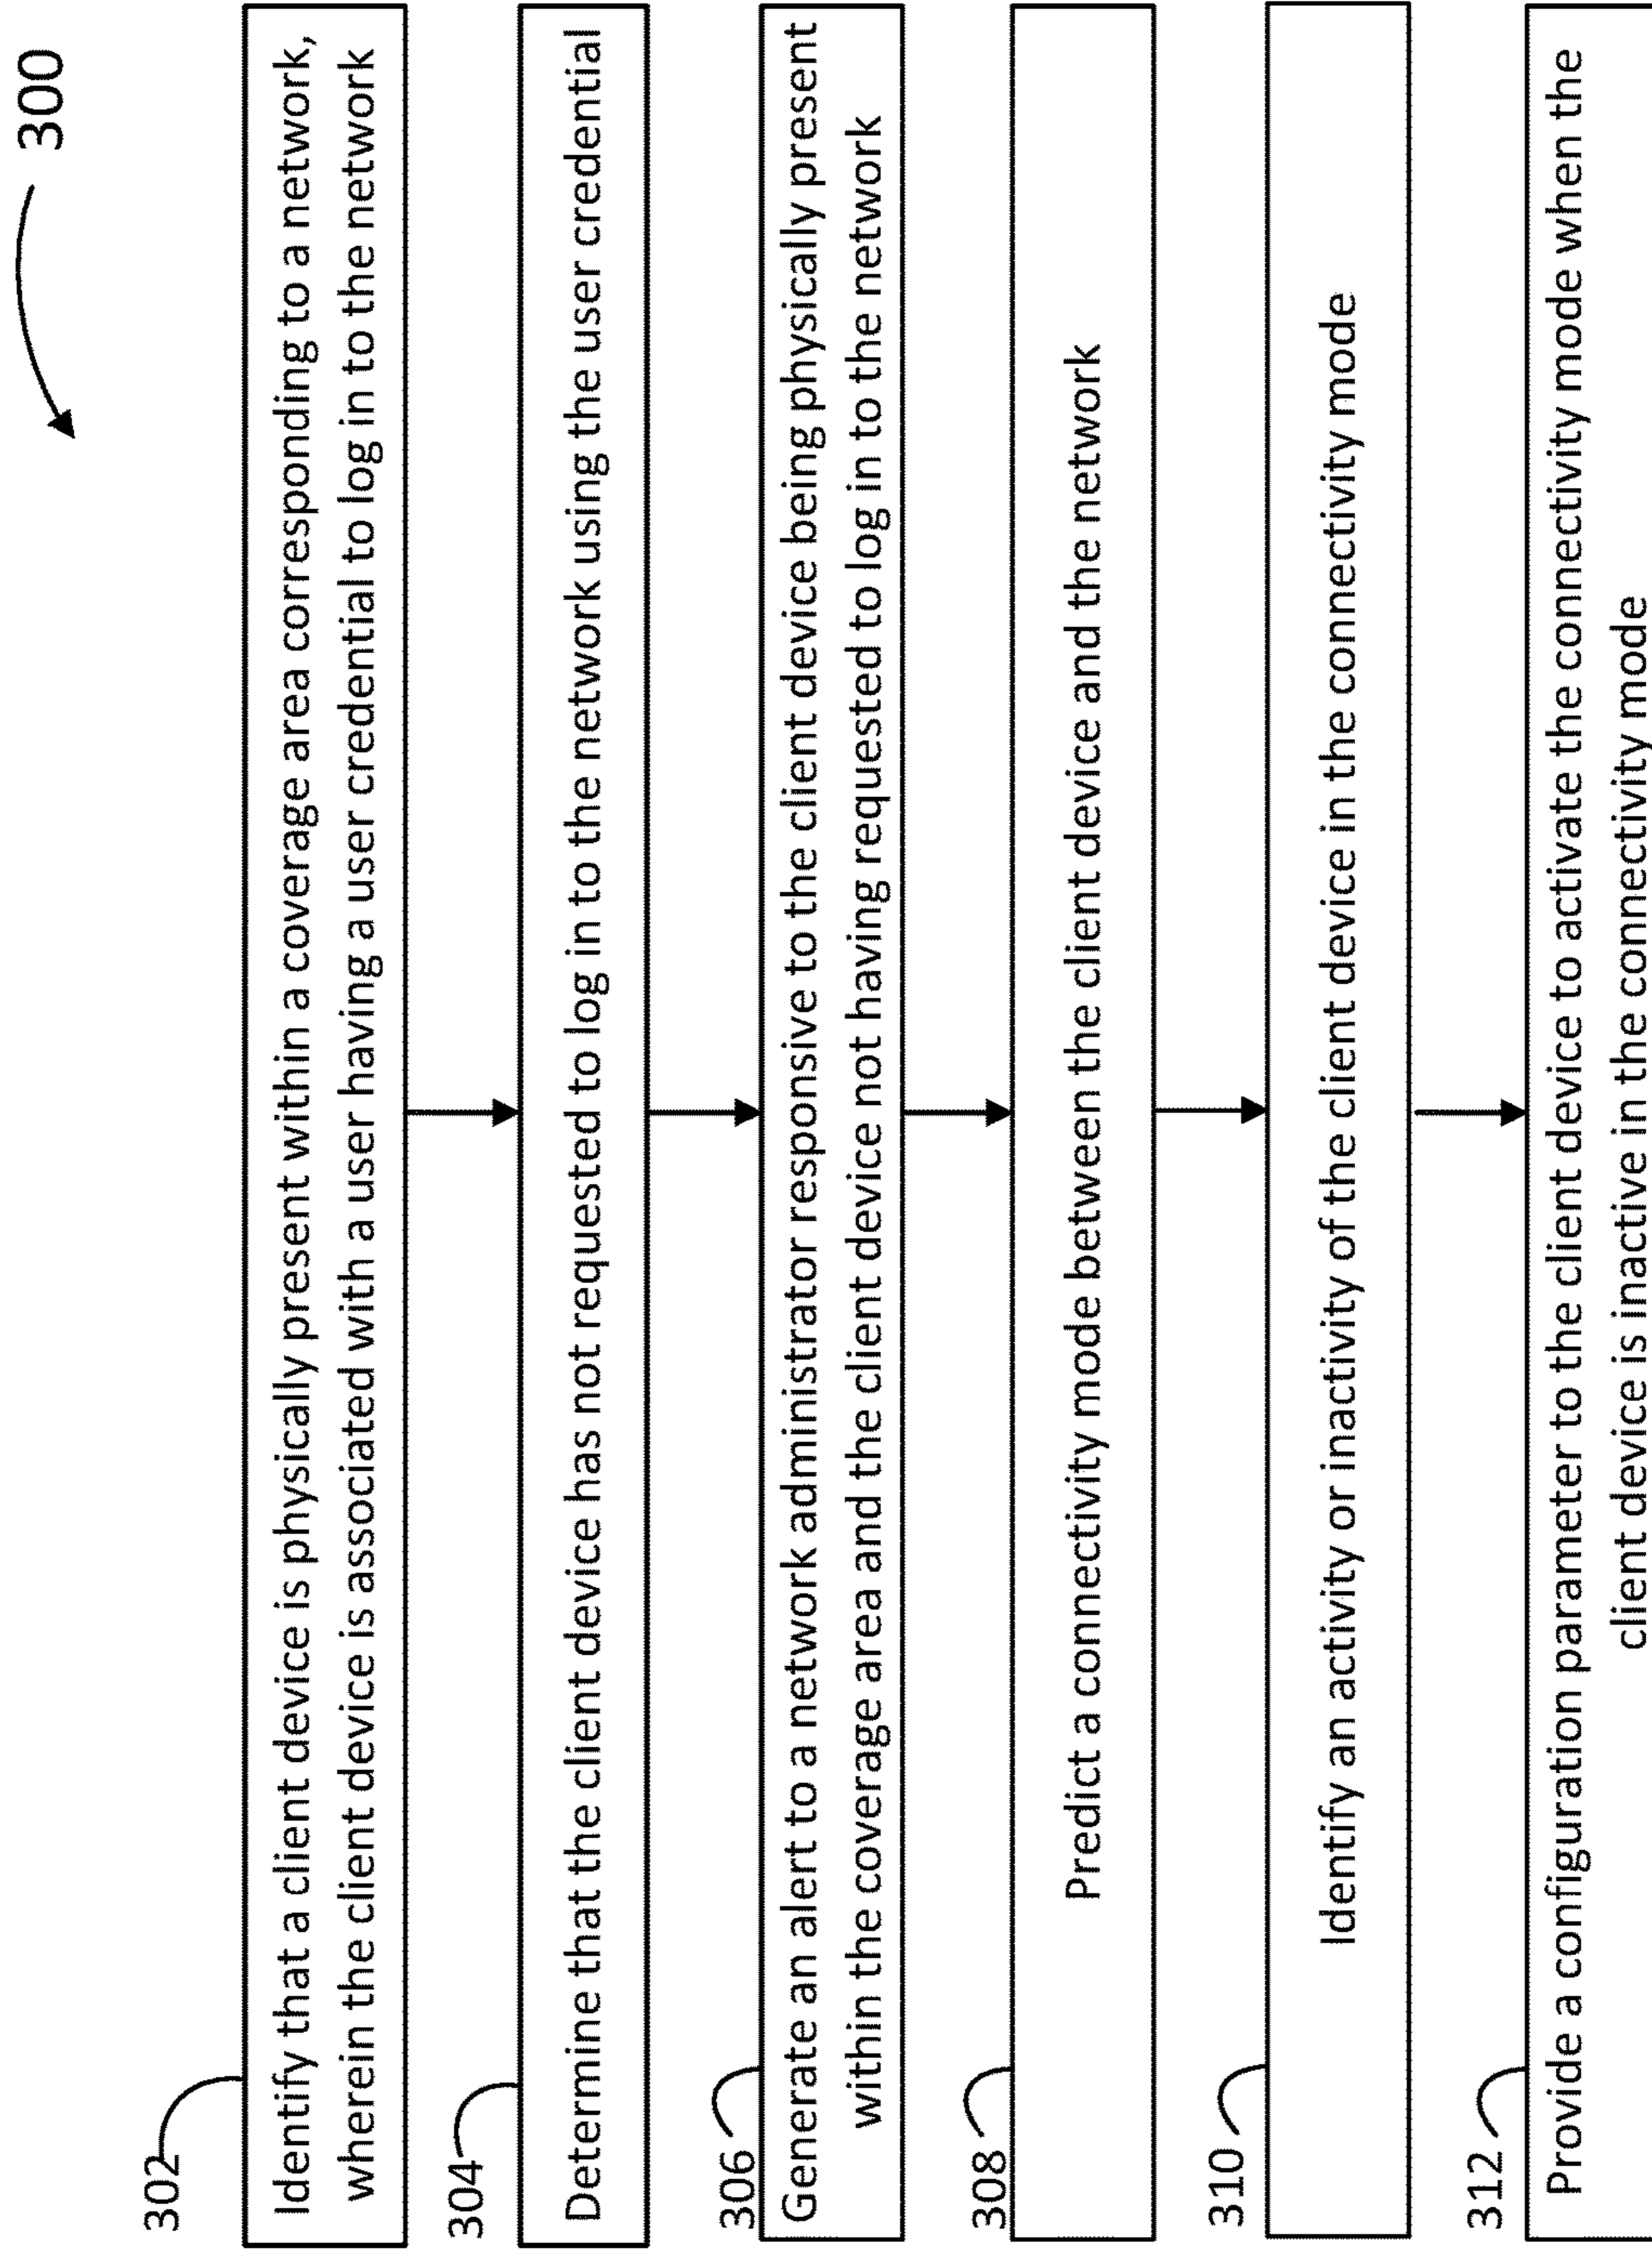 300
302
Identify that a client device is physically present within a coverage area corresponding to a network,
wherein the client device is associated with a user having a user credential to log in to the network
304
Determine that the client device has not requested to log in to the network using the user credential
306
Generate an alert to a network administrator responsive to the client device being physically present
within the coverage area and the client device not having requested to log in to the network
308
Predict a connectivity mode between the client device and the network
310
Identify an activity or inactivity of the client device in the connectivity mode
312
Provide a configuration parameter to the client device to activate the connectivity mode when the
client device is inactive in the connectivity mode